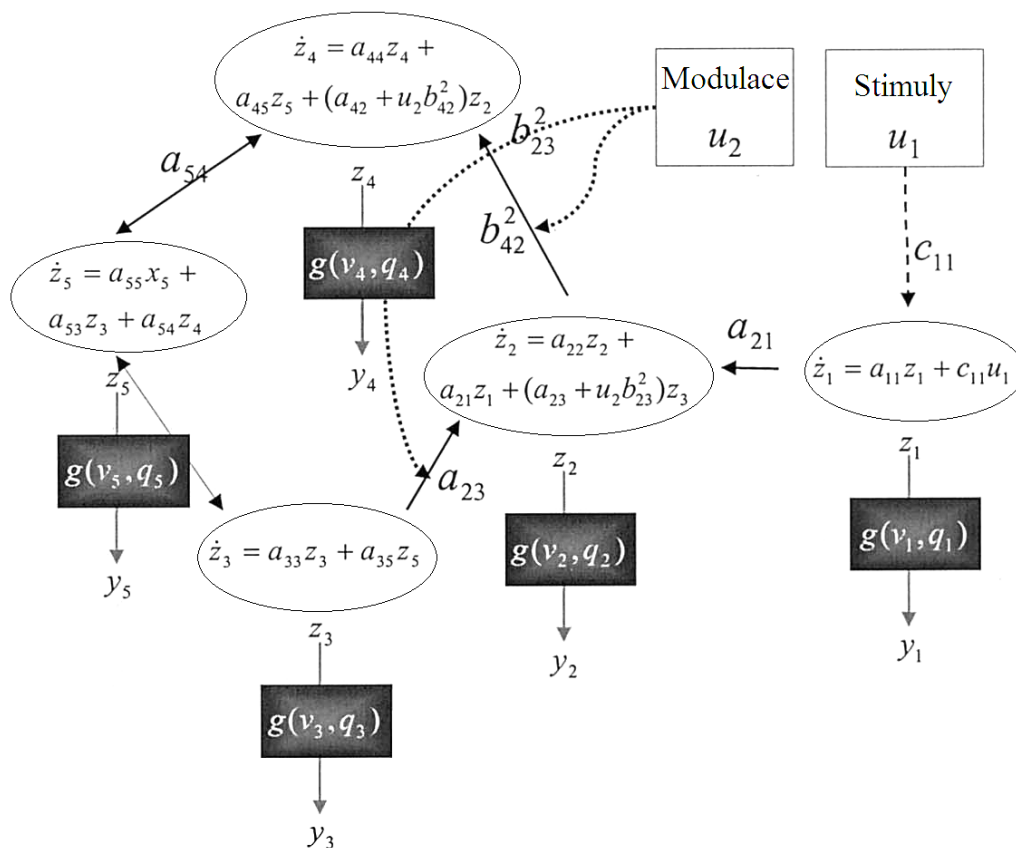 ż₄ = a₄₄z₄ +
a₄₅z₅ + (a₄₂ + u₂b²₄₂)z₂
Modulace
u₂
Stimuly
u₁
b²₂₃
a₅₄
z₄
b²₄₂
g(v₄, q₄)
c₁₁
ż₅ = a₅₅x₅ +
a₅₃z₃ + a₅₄z₄
y₄
ż₂ = a₂₂z₂ +
a₂₁z₁ + (a₂₃ + u₂b²₂₃)z₃
a₂₁
ż₁ = a₁₁z₁ + c₁₁u₁
z₅
g(v₅, q₅)
y₅
a₂₃
z₂
g(v₂, q₂)
y₂
z₁
g(v₁, q₁)
y₁
ż₃ = a₃₃z₃ + a₃₅z₅
z₃
g(v₃, q₃)
y₃